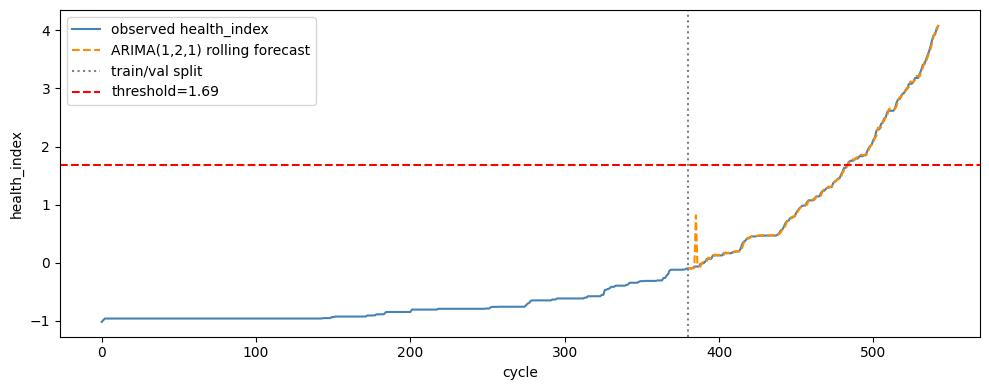 observed health_index
ARIMA(1,2,1) rolling forecast
train/val split
threshold=1.69
health_index
4
3
2
1
0
−1
0
100
200
300
400
500
cycle